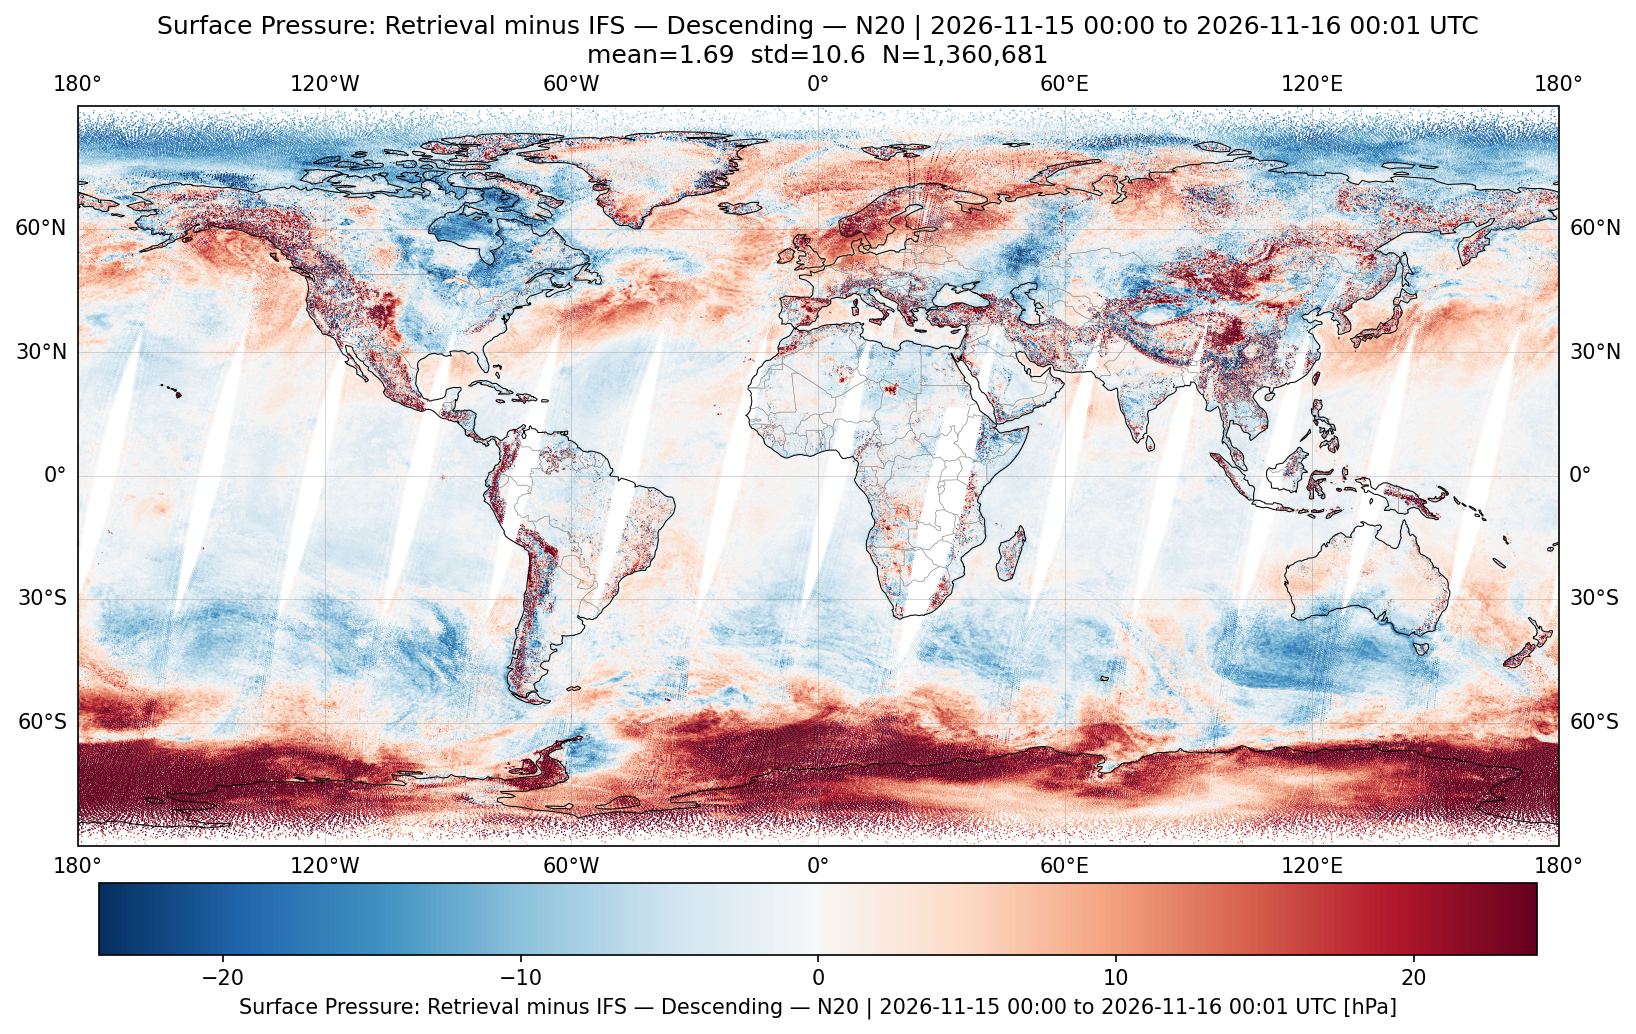 Surface Pressure: Retrieval minus IFS — Descending — N20 | 2026-11-15 00:00 to 2026-11-16 00:01 UTC
mean=1.69  std=10.6  N=1,360,681
180° 120°W 60°W 0° 60°E 120°E 180°
60°N 60°N
30°N 30°N
0° 0°
30°S 30°S
60°S 60°S
180° 120°W 60°W 0° 60°E 120°E 180°
−20 −10 0 10 20
Surface Pressure: Retrieval minus IFS — Descending — N20 | 2026-11-15 00:00 to 2026-11-16 00:01 UTC [hPa]